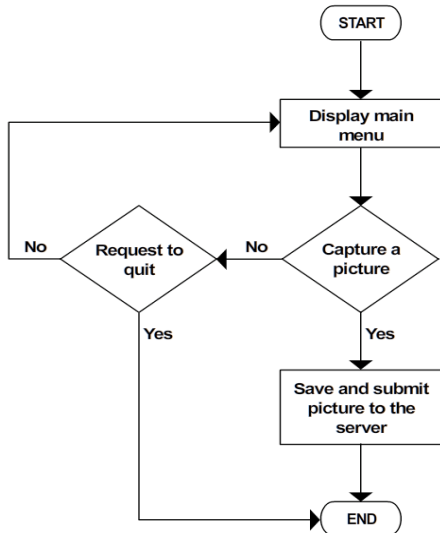 START
Display main
menu
No
Request to
quit
No
Capture a
picture
Yes
Yes
Save and submit
picture to the
server
END